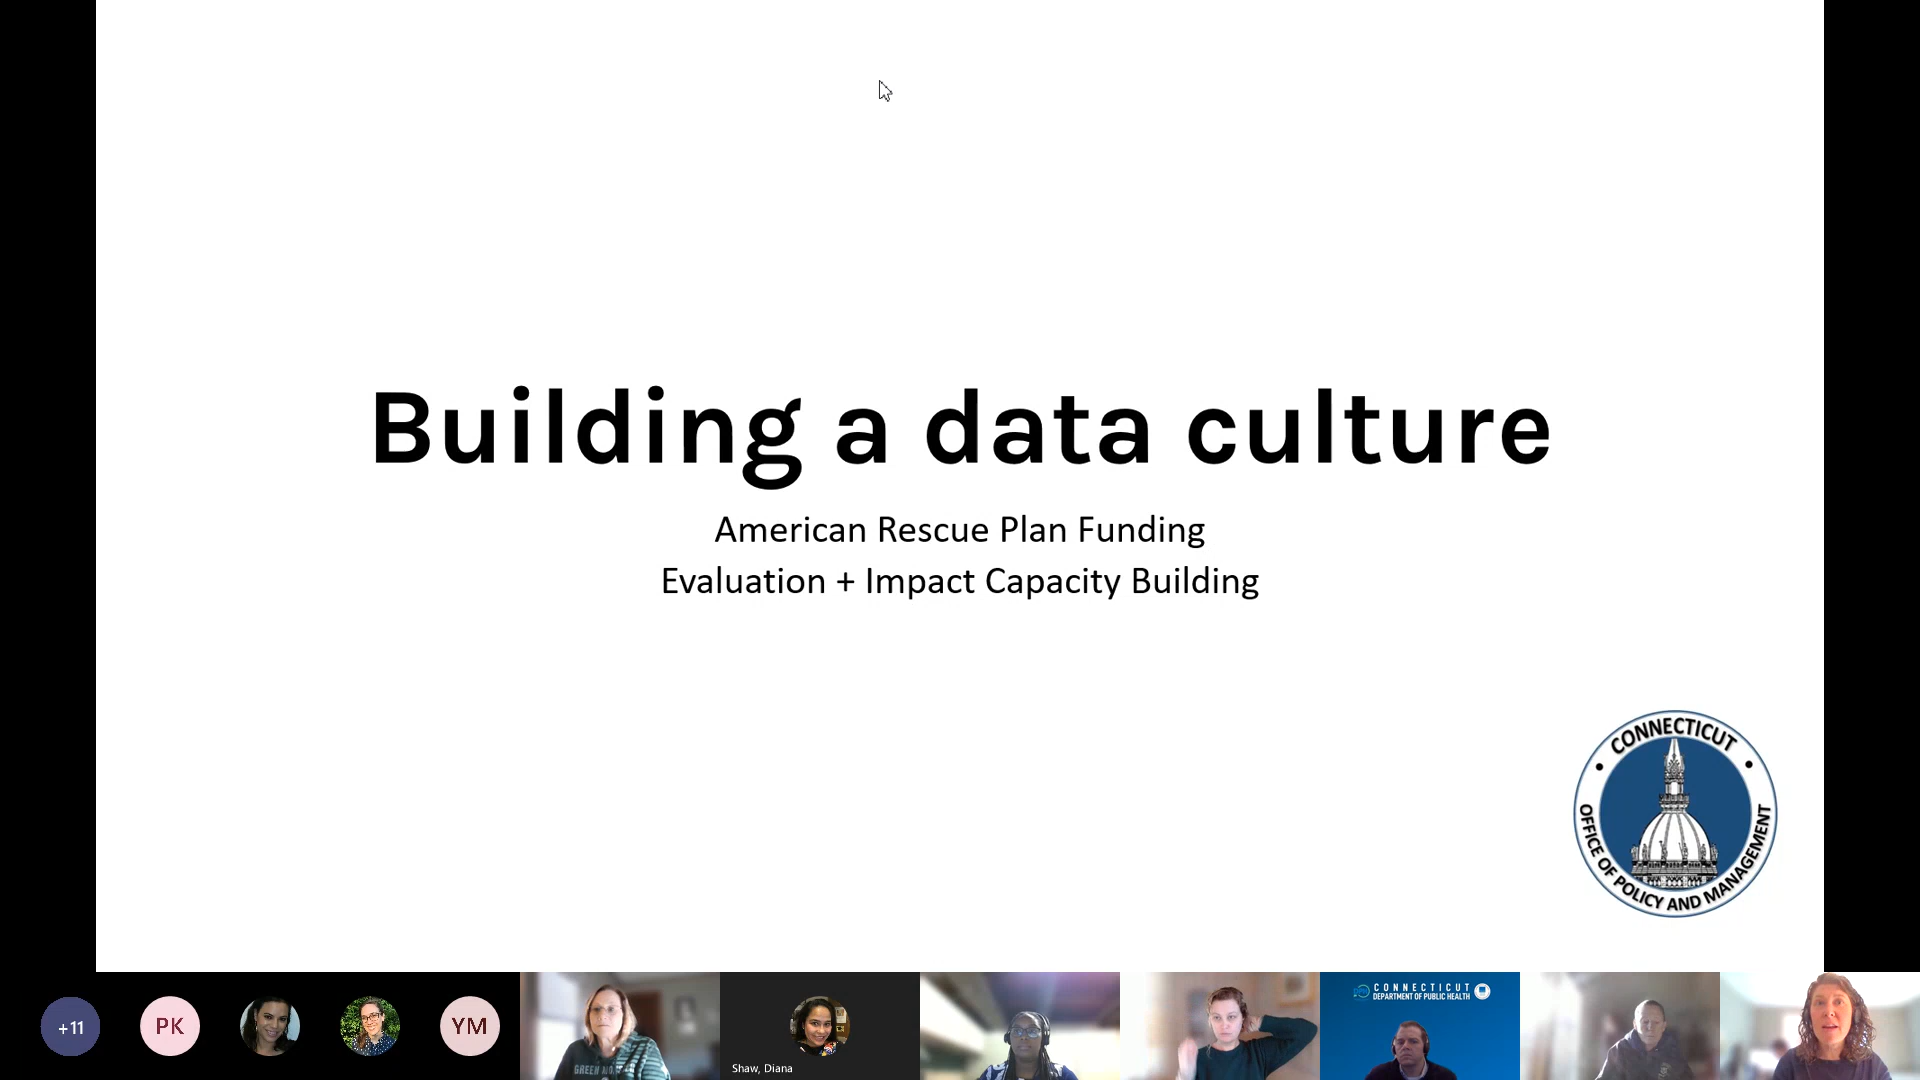 Building a data culture
American Rescue Plan Funding
Evaluation + Impact Capacity Building
CONNECTICUT
OFFICE OF POLICY AND MANAGEMENT
+11
PK
YM
GREEN
Shaw, Diana
CONNECTICUT
DEPARTMENT OF PUBLIC HEALTH